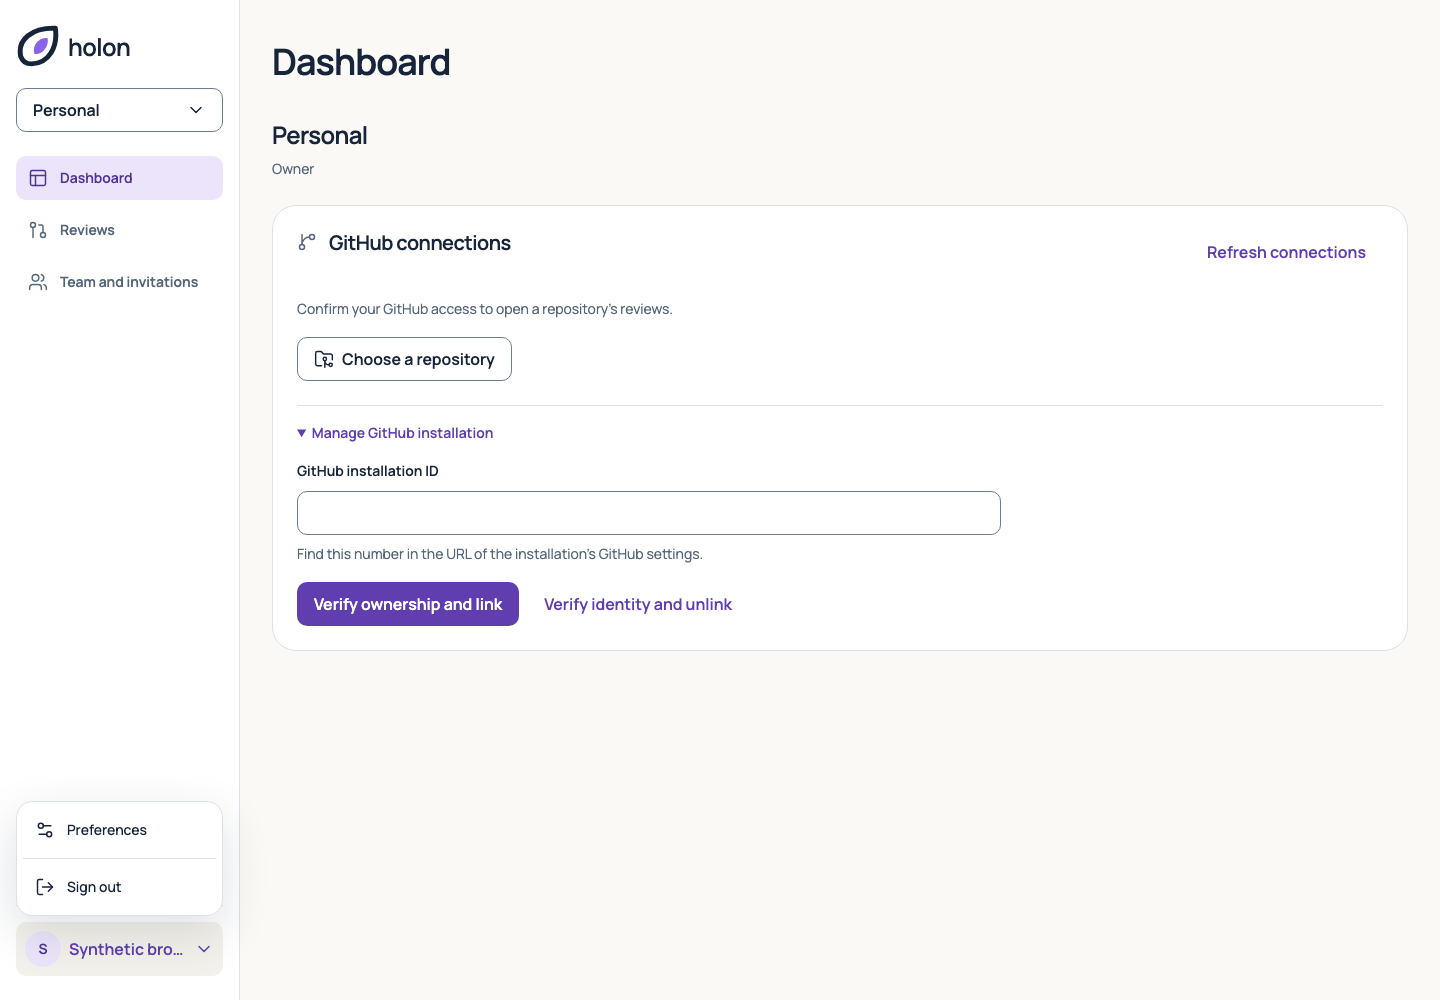 holon
Personal
Dashboard
Reviews
Team and invitations
Preferences
Sign out
S
Synthetic bro...
Dashboard
Personal
Owner
GitHub connections
Refresh connections
Confirm your GitHub access to open a repository's reviews.
Choose a repository
Manage GitHub installation
GitHub installation ID
Find this number in the URL of the installation's GitHub settings.
Verify ownership and link
Verify identity and unlink